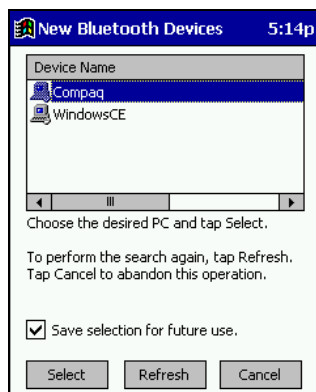 New Bluetooth Devices 5:14p
Device Name
Compaq
WindowsCE
Choose the desired PC and tap Select.
To perform the search again, tap Refresh.
Tap Cancel to abandon this operation.
Save selection for future use.
Select Refresh Cancel